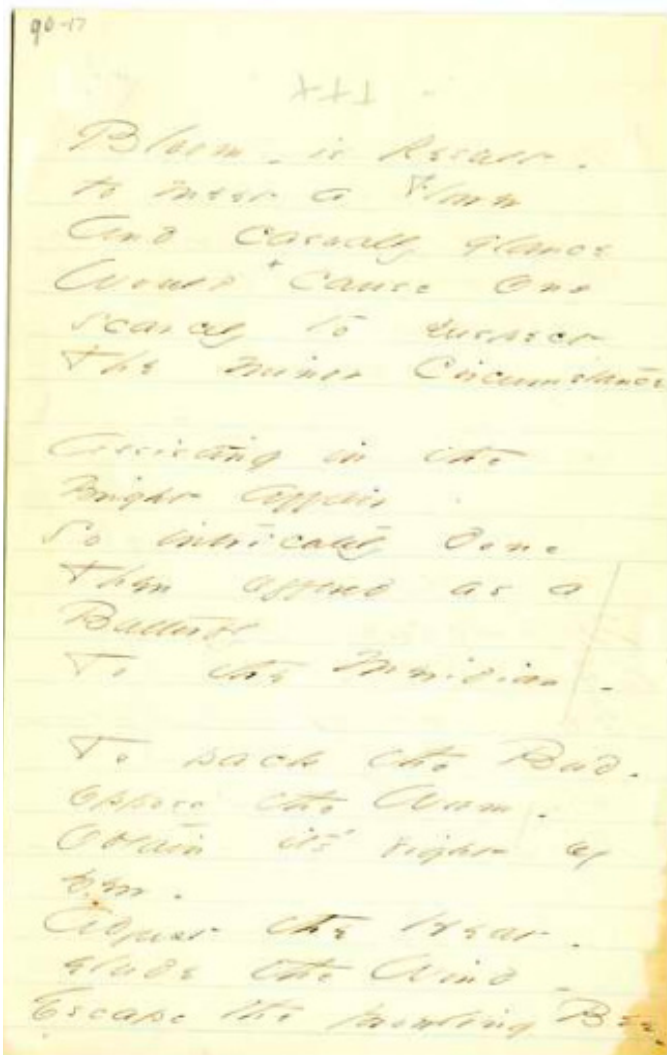 90-17
Bloom - is Result -
to meet a Flower
And casually glance
Would + cause one
scarcely to suspect
the minor Circumstance
Assisting in the
Bright Affair
So intricately done
then offered as a
Butterfly
To the Meridian -
To pack the Bud -
oppose the Worm -
Obtain it's right of
Dew -
Adjust the Heat -
elude the Wind -
Escape the prowling Bee -